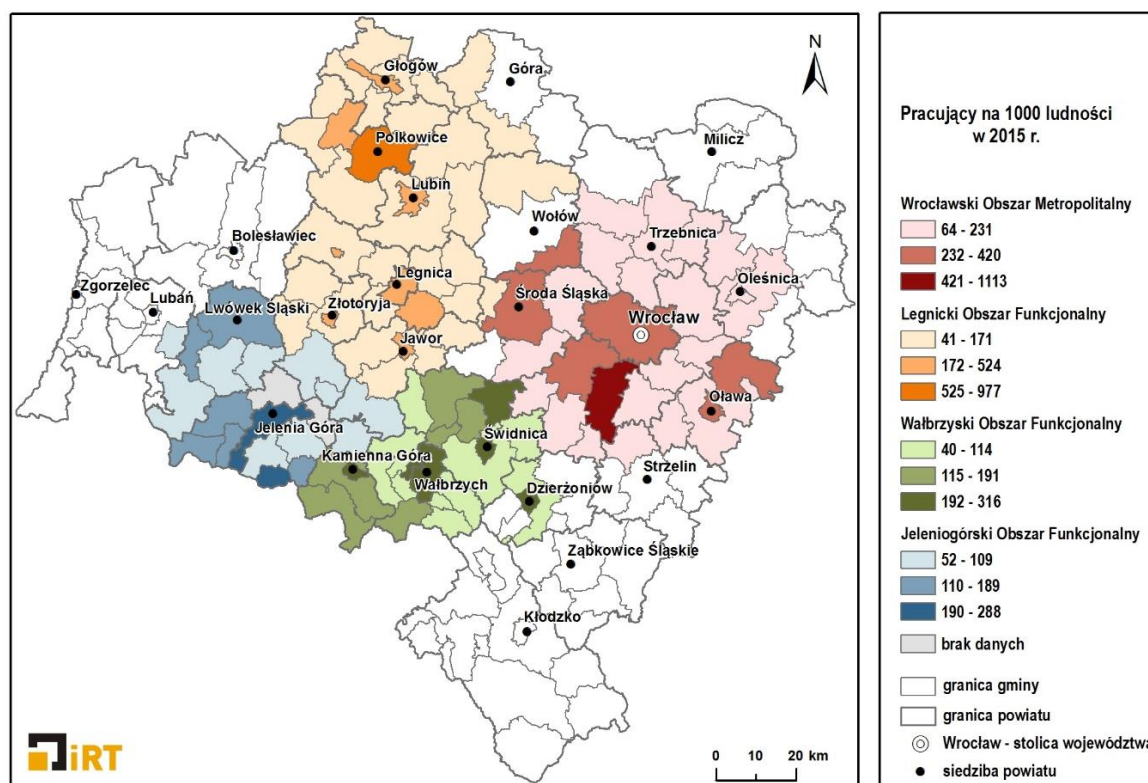 N
Głogów
Góra
Polkowice
Milicz
Lubin
Wołów
Trzebnica
Bolesławiec
Legnica
Oleśnica
Zgorzelec
Lubań
Lwówek Śląski
Złotoryja
Środa Śląska
Wrocław
Jawor
Oława
Jelenia Góra
Świdnica
Kamienna Góra
Wałbrzych
Strzelin
Dzierżoniów
Ząbkowice Śląskie
Kłodzko
iRT
0 10 20 km
Pracujący na 1000 ludności
w 2015 r.
Wrocławski Obszar Metropolitalny
64 - 231
232 - 420
421 - 1113
Legnicki Obszar Funkcjonalny
41 - 171
172 - 524
525 - 977
Wałbrzyski Obszar Funkcjonalny
40 - 114
115 - 191
192 - 316
Jeleniogórski Obszar Funkcjonalny
52 - 109
110 - 189
190 - 288
brak danych
granica gminy
granica powiatu
Wrocław - stolica województwa
siedziba powiatu